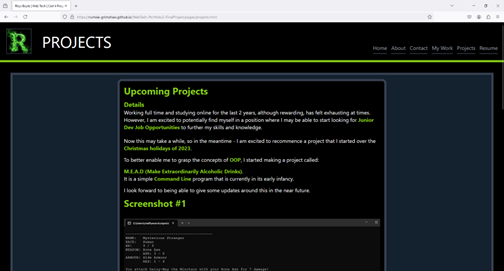 PROJECTS
Home About Contact My Work Projects Resume
Upcoming Projects
Details
Working full time and studying online for the last 2 years, although rewarding, has felt exhausting at times.
However, I am excited to potentially find myself in a position where I may be able to start looking for Junior
Dev Job Opportunities to further my skills and knowledge.
Now this may take a while, so in the meantime - I am excited to recommence a project that I started over the
Christmas holidays of 2023.
To better enable me to grasp the concepts of OOP, I started making a project called:
M.E.A.D (Make Extraordinarily Alcoholic Drinks).
It is a simple Command Line program that is currently in its early infancy.
I look forward to being able to give some updates around this in the near future.
Screenshot #1
NAME: Mysterious Stranger
RACE: Human